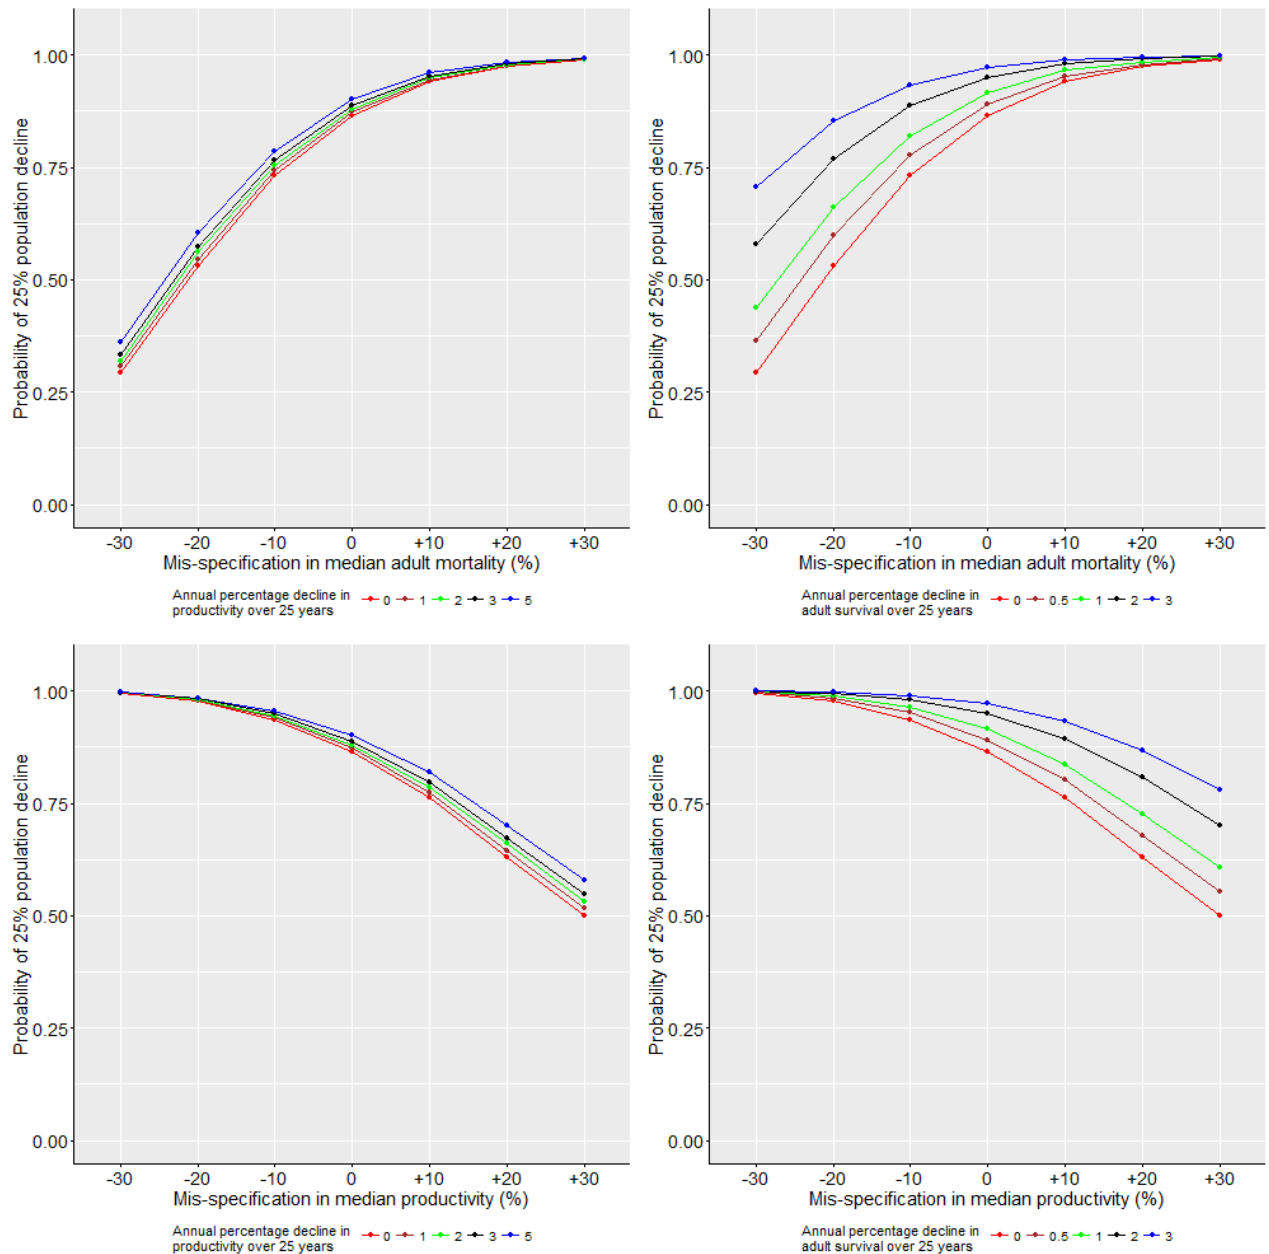 Probability of 25% population decline
1.00
0.75
0.50
0.25
0.00
-30 -20 -10 0 +10 +20 +30
Mis-specification in median adult mortality (%)
Annual percentage decline in
productivity over 25 years
0 1 2 3 5
Probability of 25% population decline
1.00
0.75
0.50
0.25
0.00
-30 -20 -10 0 +10 +20 +30
Mis-specification in median adult mortality (%)
Annual percentage decline in
adult survival over 25 years
0 0.5 1 2 3
Probability of 25% population decline
1.00
0.75
0.50
0.25
0.00
-30 -20 -10 0 +10 +20 +30
Mis-specification in median productivity (%)
Annual percentage decline in
productivity over 25 years
0 1 2 3 5
Probability of 25% population decline
1.00
0.75
0.50
0.25
0.00
-30 -20 -10 0 +10 +20 +30
Mis-specification in median productivity (%)
Annual percentage decline in
adult survival over 25 years
0 0.5 1 2 3